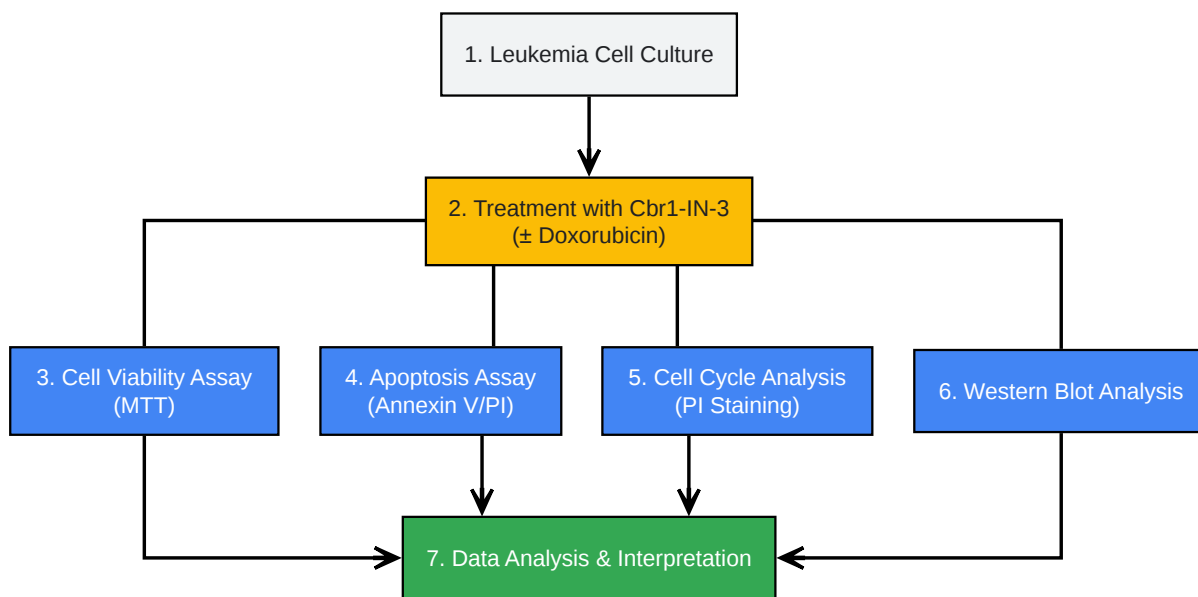 1. Leukemia Cell Culture
2. Treatment with Cbr1-IN-3
(± Doxorubicin)
3. Cell Viability Assay
(MTT)
4. Apoptosis Assay
(Annexin V/PI)
5. Cell Cycle Analysis
(PI Staining)
6. Western Blot Analysis
7. Data Analysis & Interpretation